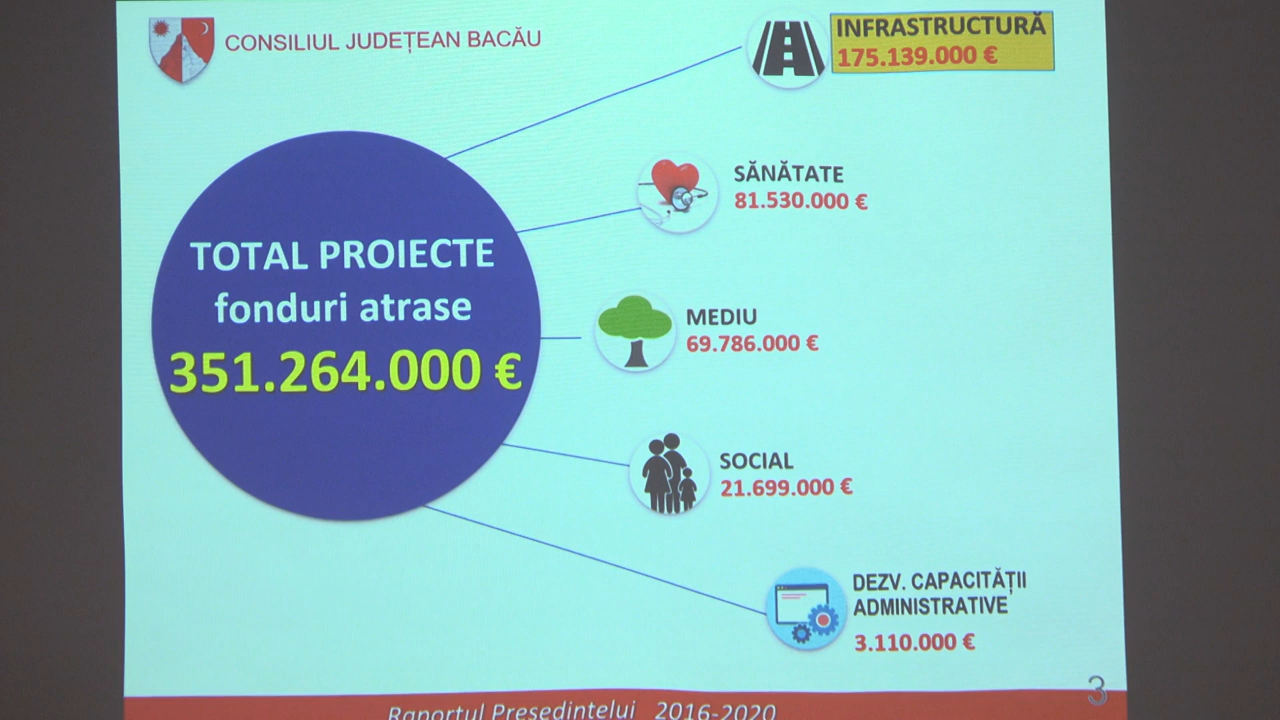 CONSILIUL JUDEȚEAN BACĂU
INFRASTRUCTURĂ
175.139.000 €
SĂNĂTATE
81.530.000 €
TOTAL PROIECTE
fonduri atrase
351.264.000 €
MEDIU
69.786.000 €
SOCIAL
21.699.000 €
DEZV. CAPACITĂȚII
ADMINISTRATIVE
3.110.000 €
3
Raportul Președintelui 2016-2020